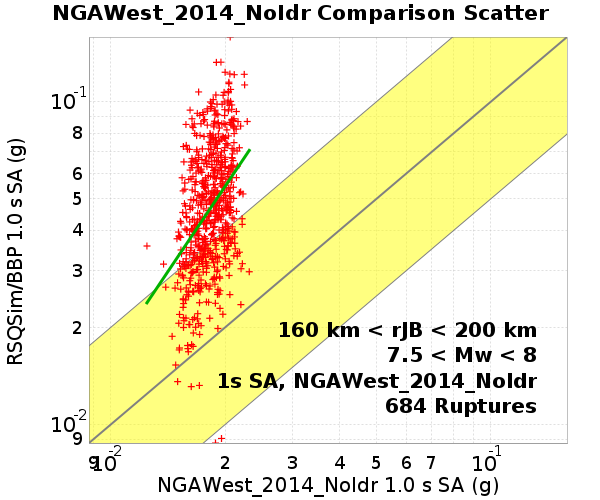 NGAWest_2014_NoIdr Comparison Scatter
RSQSim/BBP 1.0 s SA (g)
10⁻¹
8
6
5
4
3
2
10⁻²
9
160 km < rJB < 200 km
7.5 < Mw < 8
1s SA, NGAWest_2014_NoIdr
684 Ruptures
9 10⁻² 2 3 4 5 6 7 10⁻¹
NGAWest_2014_NoIdr 1.0 s SA (g)